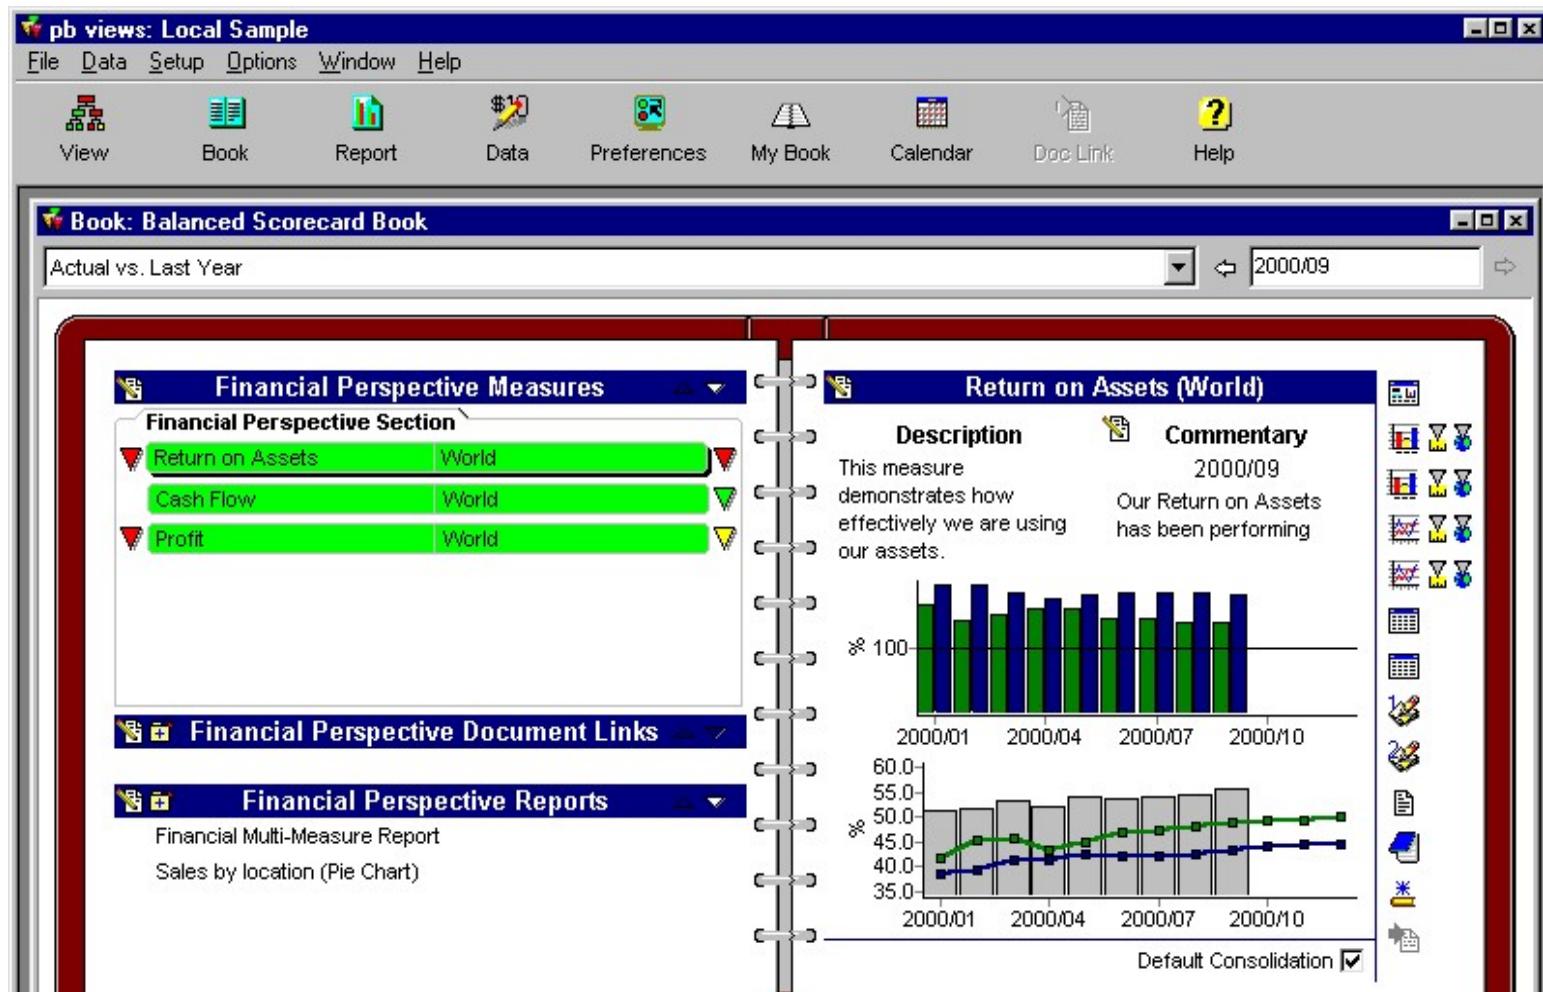 pb views: Local Sample
File Data Setup Options Window Help
$10
View Book Report Data Preferences My Book Calendar Doc Link Help
Book: Balanced Scorecard Book
Actual vs. Last Year
2000/09
Financial Perspective Measures
Financial Perspective Section
Return on Assets World
Cash Flow World
Profit World
Financial Perspective Document Links
Financial Perspective Reports
Financial Multi-Measure Report
Sales by location (Pie Chart)
Return on Assets (World)
Description
This measure
demonstrates how
effectively we are using
our assets.
Commentary
2000/09
Our Return on Assets
has been performing
% 100
2000/01 2000/04 2000/07 2000/10
60.0
55.0
50.0
%
45.0
40.0
35.0
2000/01 2000/04 2000/07 2000/10
Default Consolidation
1
2